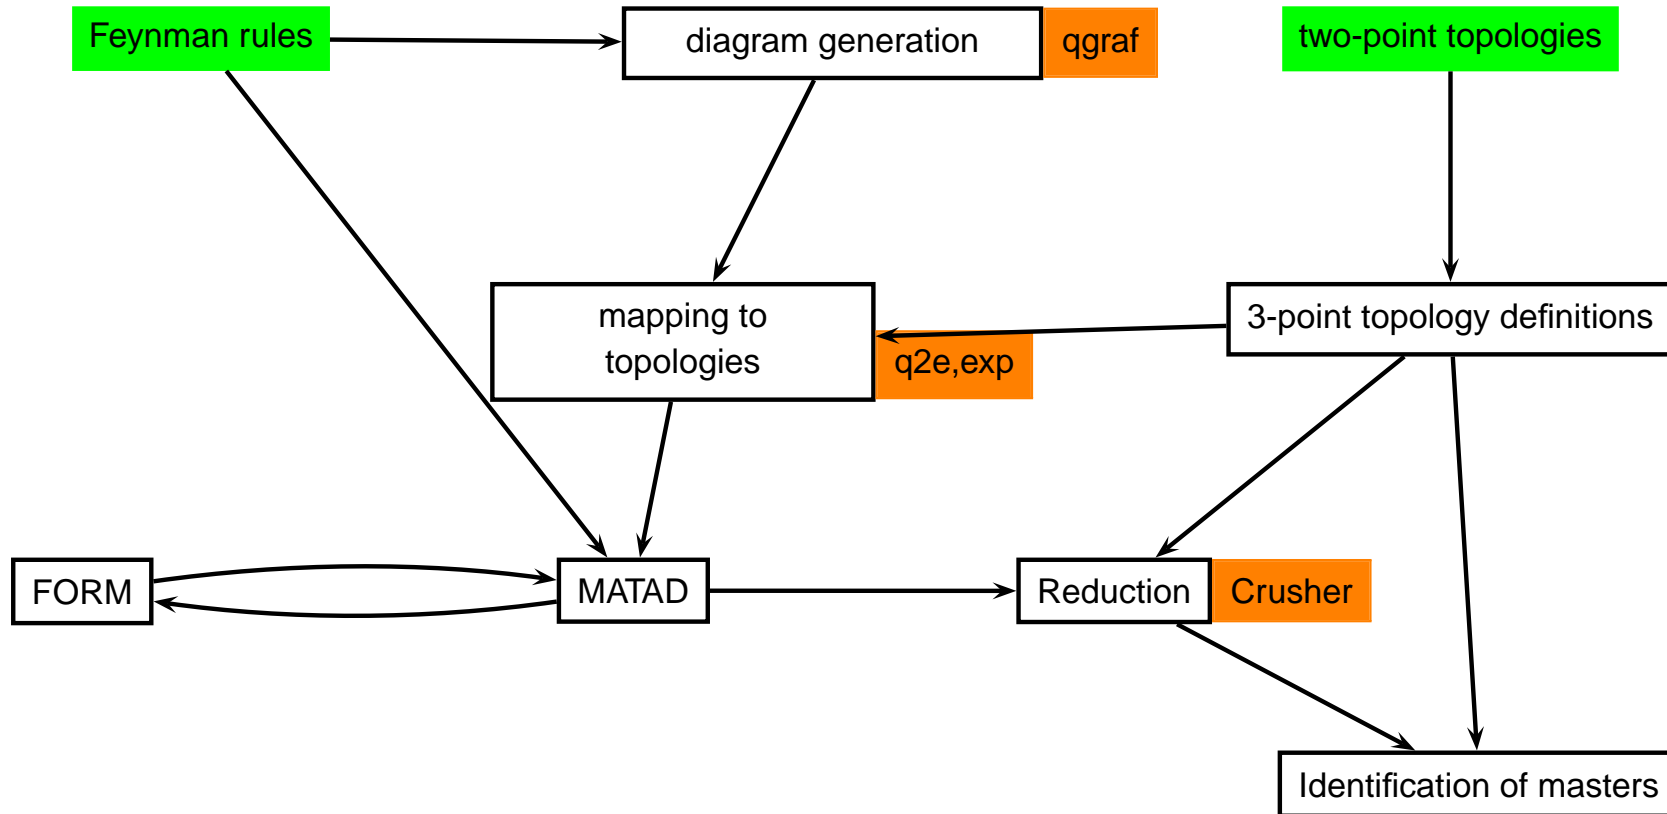 Feynman rules
diagram generation
qgraf
two-point topologies
mapping to
topologies
q2e,exp
3-point topology definitions
FORM
MATAD
Reduction
Crusher
Identification of masters